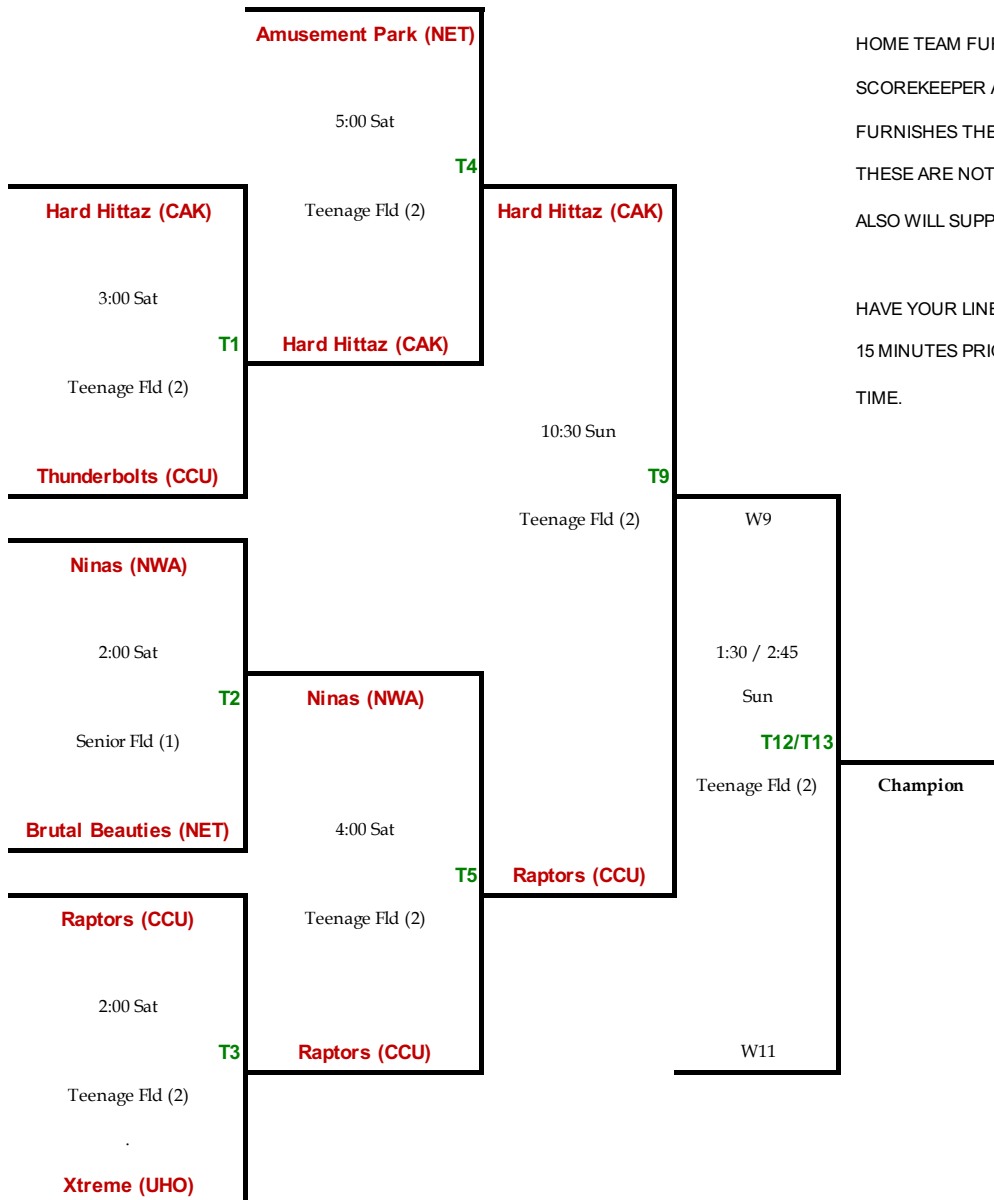 Amusement Park (NET)
5:00 Sat
T4
Teenage Fld (2)
Hard Hittaz (CAK)
Hard Hittaz (CAK)
3:00 Sat
T1
Teenage Fld (2)
Thunderbolts (CCU)
Hard Hittaz (CAK)
10:30 Sun
T9
Teenage Fld (2)
Ninas (NWA)
2:00 Sat
T2
Senior Fld (1)
Brutal Beauties (NET)
Ninas (NWA)
4:00 Sat
T5
Teenage Fld (2)
Raptors (CCU)
Raptors (CCU)
2:00 Sat
T3
Teenage Fld (2)
.
Xtreme (UHO)
Raptors (CCU)
W9
1:30 / 2:45
Sun
T12/T13
Teenage Fld (2)
W11
Champion
HOME TEAM
SCOREKEEPER
FURNISHES THE
THESE ARE NOT
ALSO WILL
HAVE YOUR
15 MINUTES
TIME.